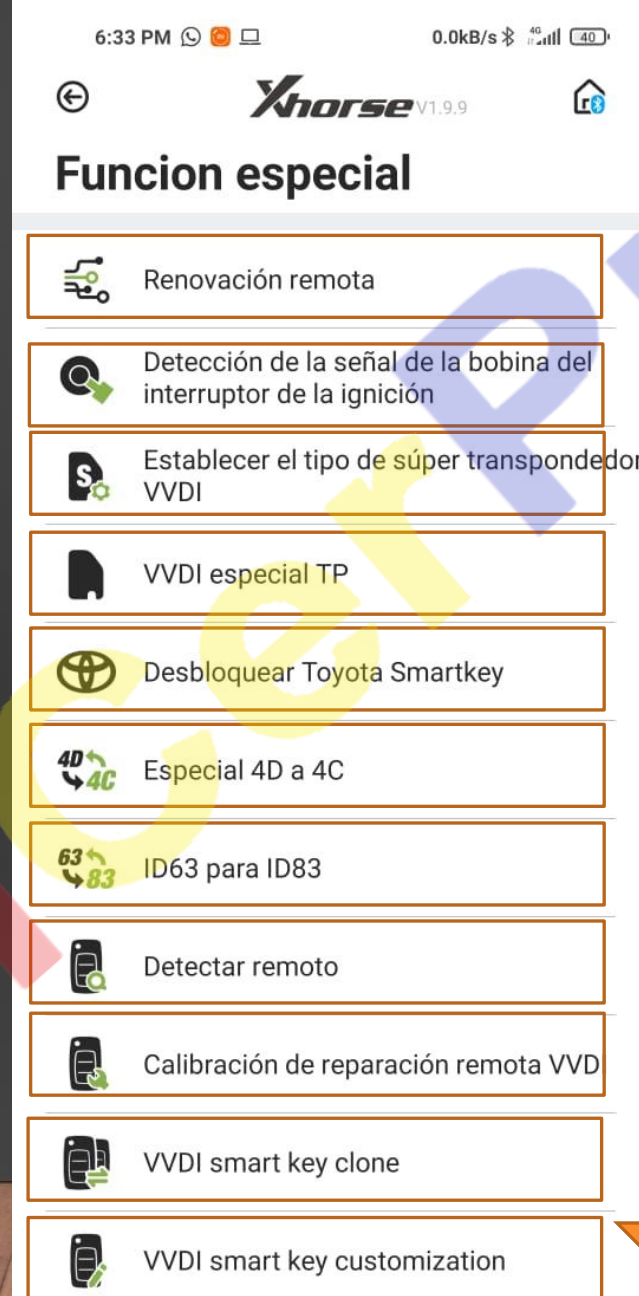 6:33 PM
0.0kB/s 4G 40
Xhorse V1.9.9
Funcion especial
Renovación remota
Detección de la señal de la bobina del
interruptor de la ignición
S
Establecer el tipo de súper transpondedor
VVDI
VVDI especial TP
Desbloquear Toyota Smartkey
4D
4C
Especial 4D a 4C
63
83
ID63 para ID83
Detectar remoto
Calibración de reparación remota VVD
VVDI smart key clone
VVDI smart key customization